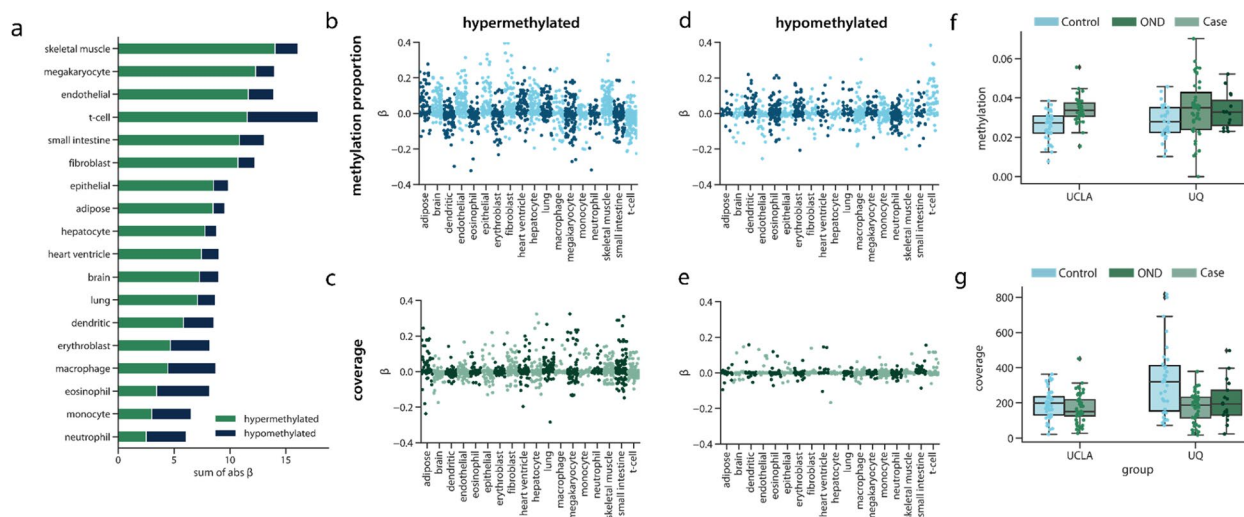 a
skeletal muscle
megakaryocyte
endothelial
t-cell
small intestine
fibroblast
epithelial
adipose
hepatocyte
heart ventricle
brain
lung
dendritic
erythroblast
macrophage
eosinophil
monocyte
neutrophil
hypermethylated
hypomethylated
0 5 10 15
sum of abs β
b
hypermethylated
methylation proportion
β
0.4
0.2
0.0
−0.2
−0.4
adipose
brain
dendritic
endothelial
eosinophil
epithelial
erythroblast
fibroblast
heart ventricle
hepatocyte
lung
macrophage
megakaryocyte
monocyte
neutrophil
skeletal muscle
small intestine
t-cell
c
coverage
β
0.4
0.2
0.0
−0.2
−0.4
adipose
brain
dendritic
endothelial
eosinophil
epithelial
erythroblast
fibroblast
heart ventricle
hepatocyte
lung
macrophage
megakaryocyte
monocyte
neutrophil
skeletal muscle
small intestine
t-cell
d
hypomethylated
β
0.4
0.2
0.0
−0.2
−0.4
adipose
brain
dendritic
endothelial
eosinophil
epithelial
erythroblast
fibroblast
heart ventricle
hepatocyte
lung
macrophage
megakaryocyte
monocyte
neutrophil
skeletal muscle
small intestine
t-cell
e
β
0.4
0.2
0.0
−0.2
−0.4
adipose
brain
dendritic
endothelial
eosinophil
epithelial
erythroblast
fibroblast
heart ventricle
hepatocyte
lung
macrophage
megakaryocyte
monocyte
neutrophil
skeletal muscle
small intestine
t-cell
f
Control OND Case
methylation
0.06
0.04
0.02
0.00
UCLA UQ
g
Control OND Case
coverage
800
600
400
200
0
UCLA UQ
group